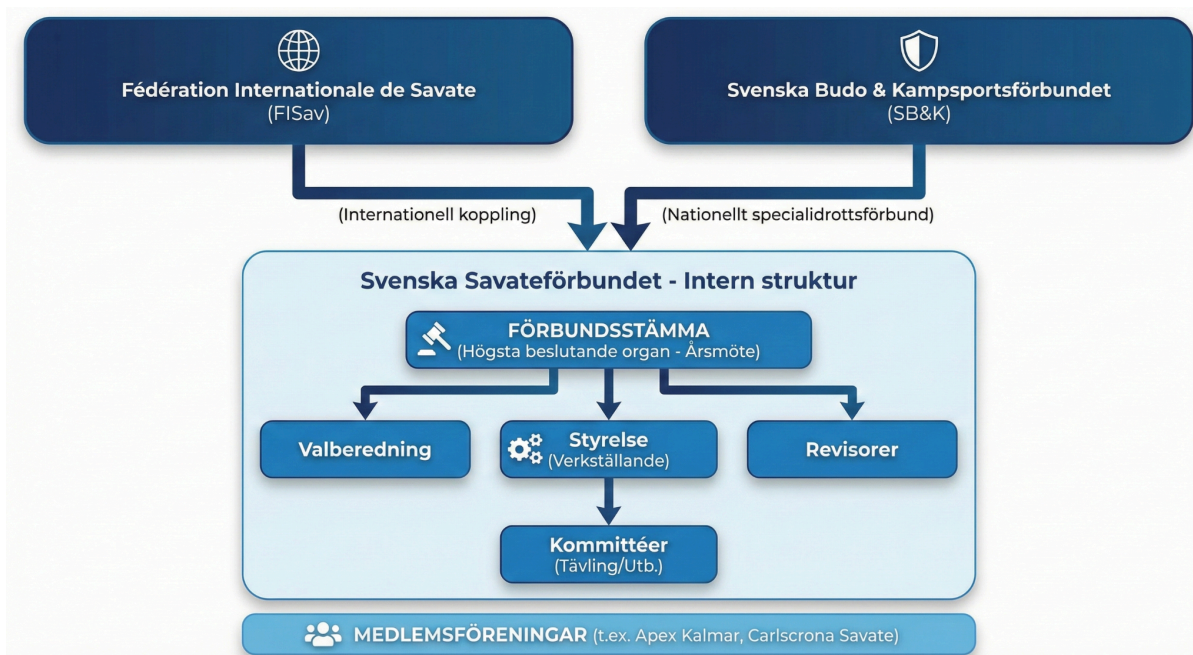 Fédération Internationale de Savate
(FISav)
Svenska Budo & Kampsportsförbundet
(SB&K)
(Internationell koppling)
(Nationellt specialidrottsförbund)
Svenska Savateförbundet - Intern struktur
FÖRBUNDSSTÄMMA
(Högsta beslutande organ - Årsmöte)
Valberedning
Styrelse
(Verkställande)
Revisorer
Kommittéer
(Tävling/Utb.)
MEDLEMSFÖRENINGAR (t.ex. Apex Kalmar, Carlscrona Savate)